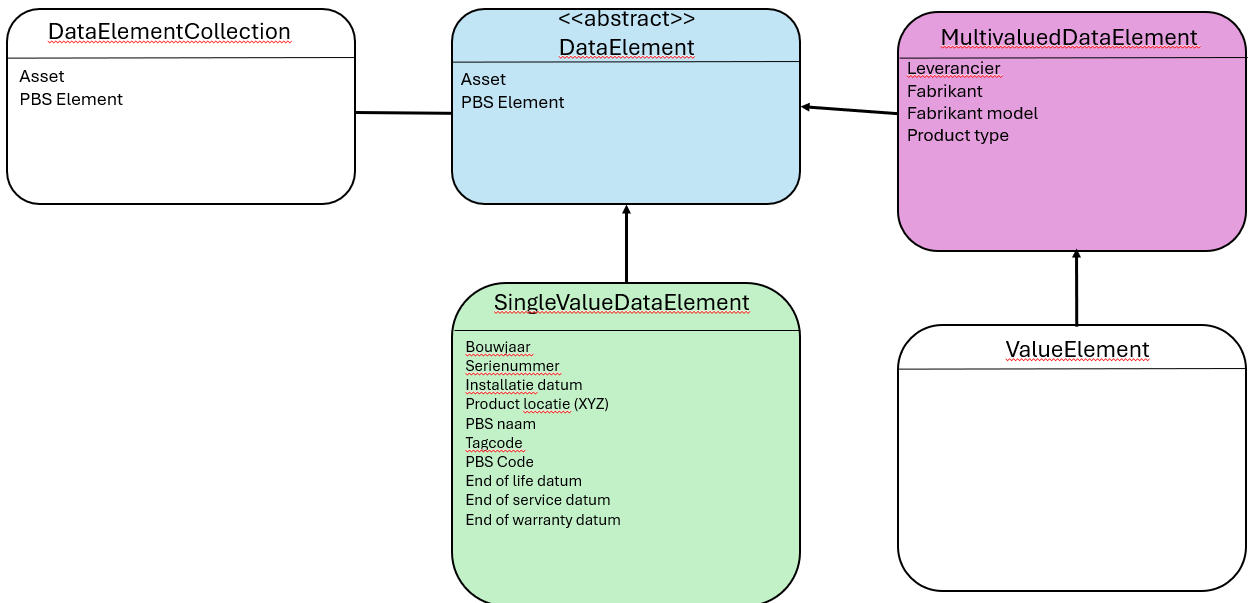 DataElementCollection
Asset
PBS Element
<<abstract>>
DataElement
Asset
PBS Element
MultivaluedDataElement
Leverancier
Fabrikant
Fabrikant model
Product type
SingleValueDataElement
Bouwjaar
Serienummer
Installatie datum
Product locatie (XYZ)
PBS naam
Tagcode
PBS Code
End of life datum
End of service datum
End of warranty datum
ValueElement